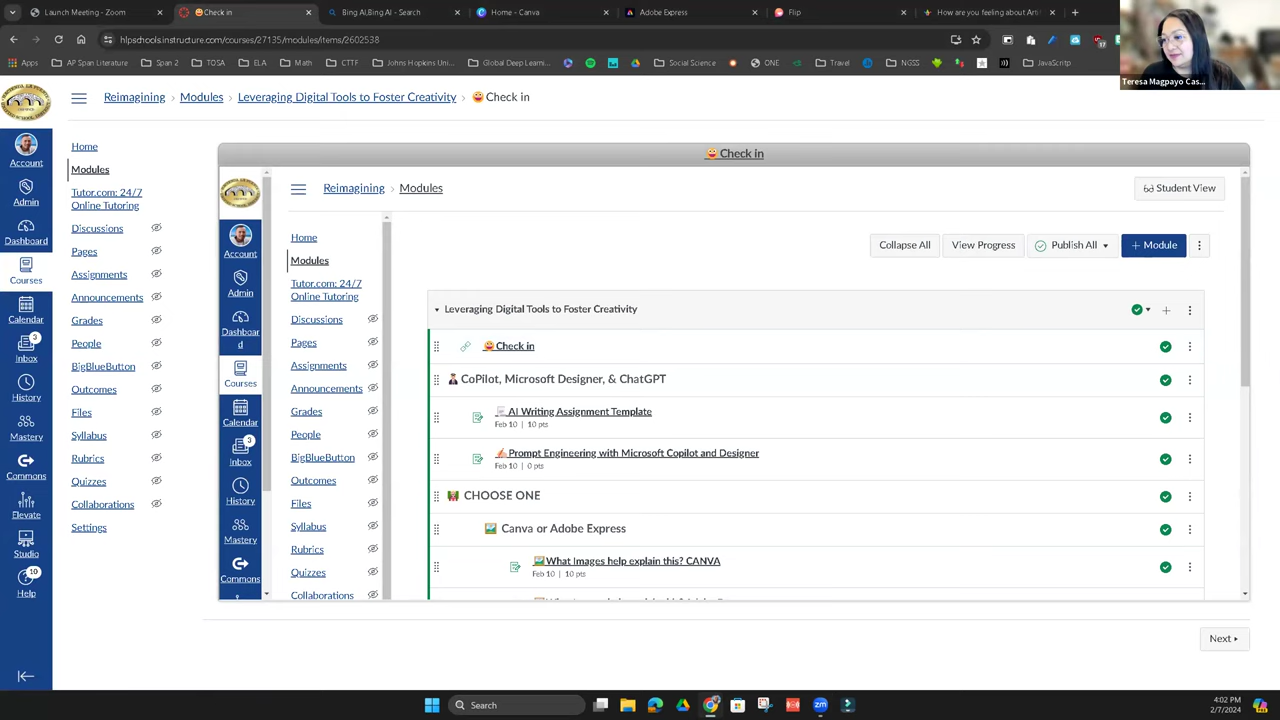 Launch Meeting - Zoom
Check in
Bing AI,Bing AI - Search
Home - Canva
Adobe Express
Flip
How are you feeling about Arti
hlpschools.instructure.com/courses/27135/modules/items/2602538
Apps
AP Span Literature
Span 2
TOSA
ELA
Math
CTTF
Johns Hopkins Uni...
Global Deep Learni...
Social Science
ONE
Travel
NGSS
JavaScritp
Teresa Magpayo Cas...
Reimagining
Modules
Leveraging Digital Tools to Foster Creativity
Check in
Account
Admin
Dashboard
Courses
Calendar
3
Inbox
History
Mastery
Commons
Elevate
Studio
10
Help
Home
Modules
Tutor.com: 24/7
Online Tutoring
Discussions
Pages
Assignments
Announcements
Grades
People
BigBlueButton
Outcomes
Files
Syllabus
Rubrics
Quizzes
Collaborations
Settings
Check in
Reimagining
Modules
Student View
Account
Admin
Dashboar
d
Courses
Calendar
3
Inbox
History
Mastery
Commons
Home
Modules
Tutor.com: 24/7
Online Tutoring
Discussions
Pages
Assignments
Announcements
Grades
People
BigBlueButton
Outcomes
Files
Syllabus
Rubrics
Quizzes
Collaborations
Collapse All
View Progress
Publish All
+ Module
Leveraging Digital Tools to Foster Creativity
Check in
CoPilot, Microsoft Designer, & ChatGPT
AI Writing Assignment Template
Feb 10 | 10 pts
Prompt Engineering with Microsoft Copilot and Designer
Feb 10 | 0 pts
CHOOSE ONE
Canva or Adobe Express
What Images help explain this? CANVA
Feb 10 | 10 pts
Next
Search
4:02 PM
2/7/2024